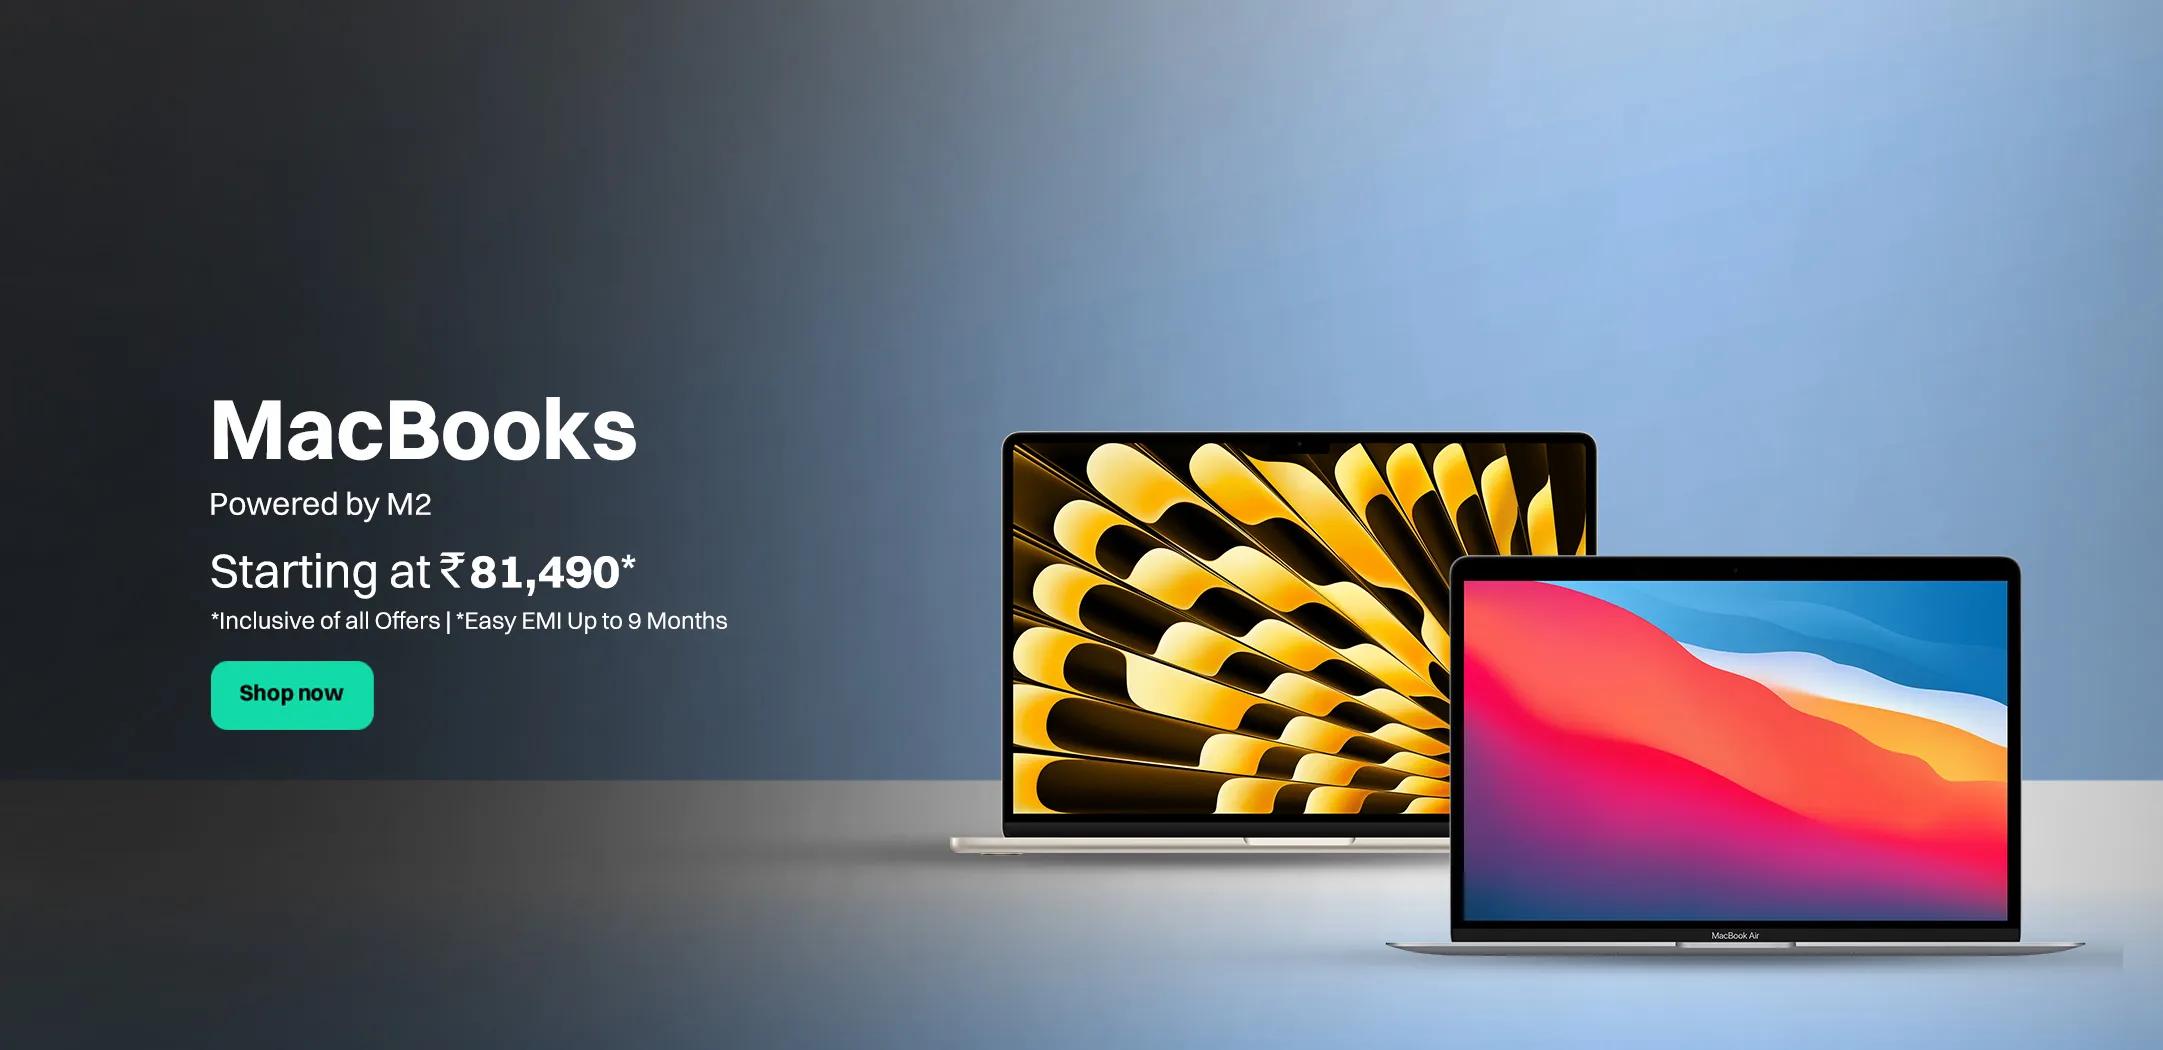 MacBooks
Powered by M2
Starting at ₹81,490*
*Inclusive of all Offers | *Easy EMI Up to 9 Months
Shop now
MacBook Air